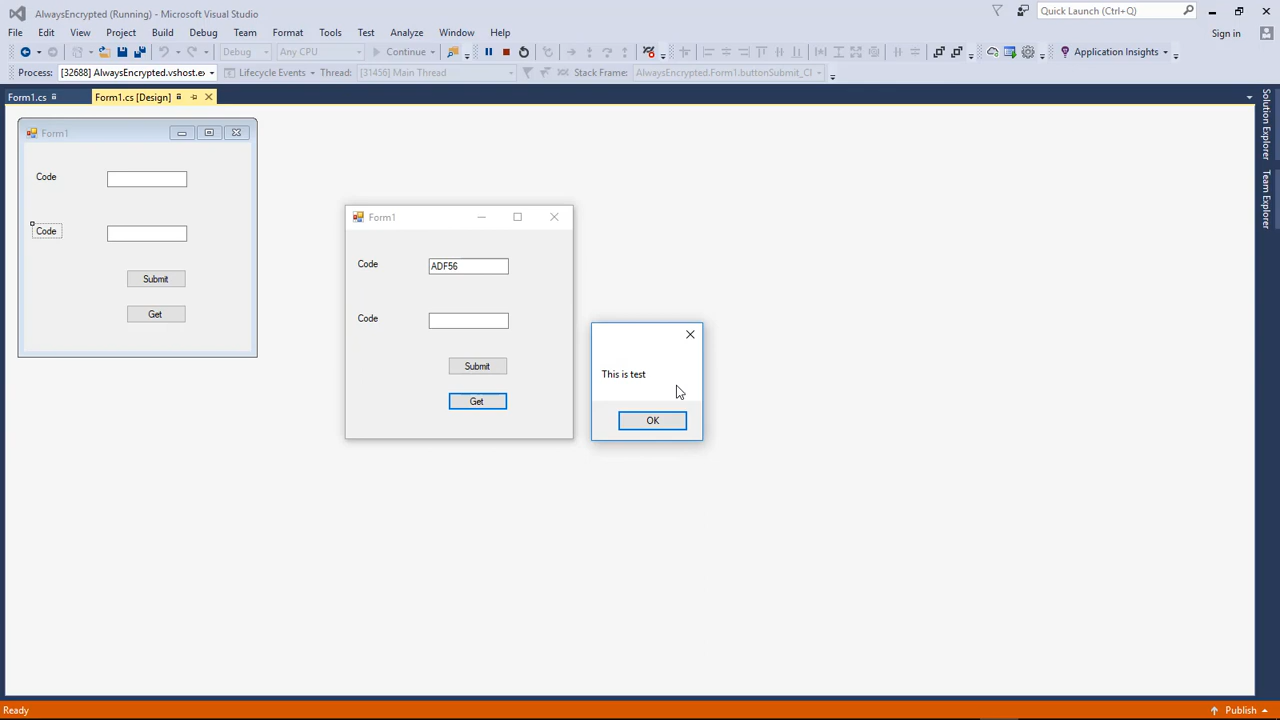 AlwaysEncrypted (Running) - Microsoft Visual Studio
Quick Launch (Ctrl+Q)
File Edit View Project Build Debug Team Format Tools Test Analyze Window Help
Sign in
Debug Any CPU Continue Application Insights
Process: [32688] AlwaysEncrypted.vshost.ex Lifecycle Events Thread: [31456] Main Thread Stack Frame: AlwaysEncrypted.Form1.buttonSubmit_Cl
Form1.cs Form1.cs [Design]
Solution Explorer
Team Explorer
Form1
Code
Code
Submit
Get
Form1
Code ADF56
Code
Submit
Get
This is test
OK
Ready
Publish